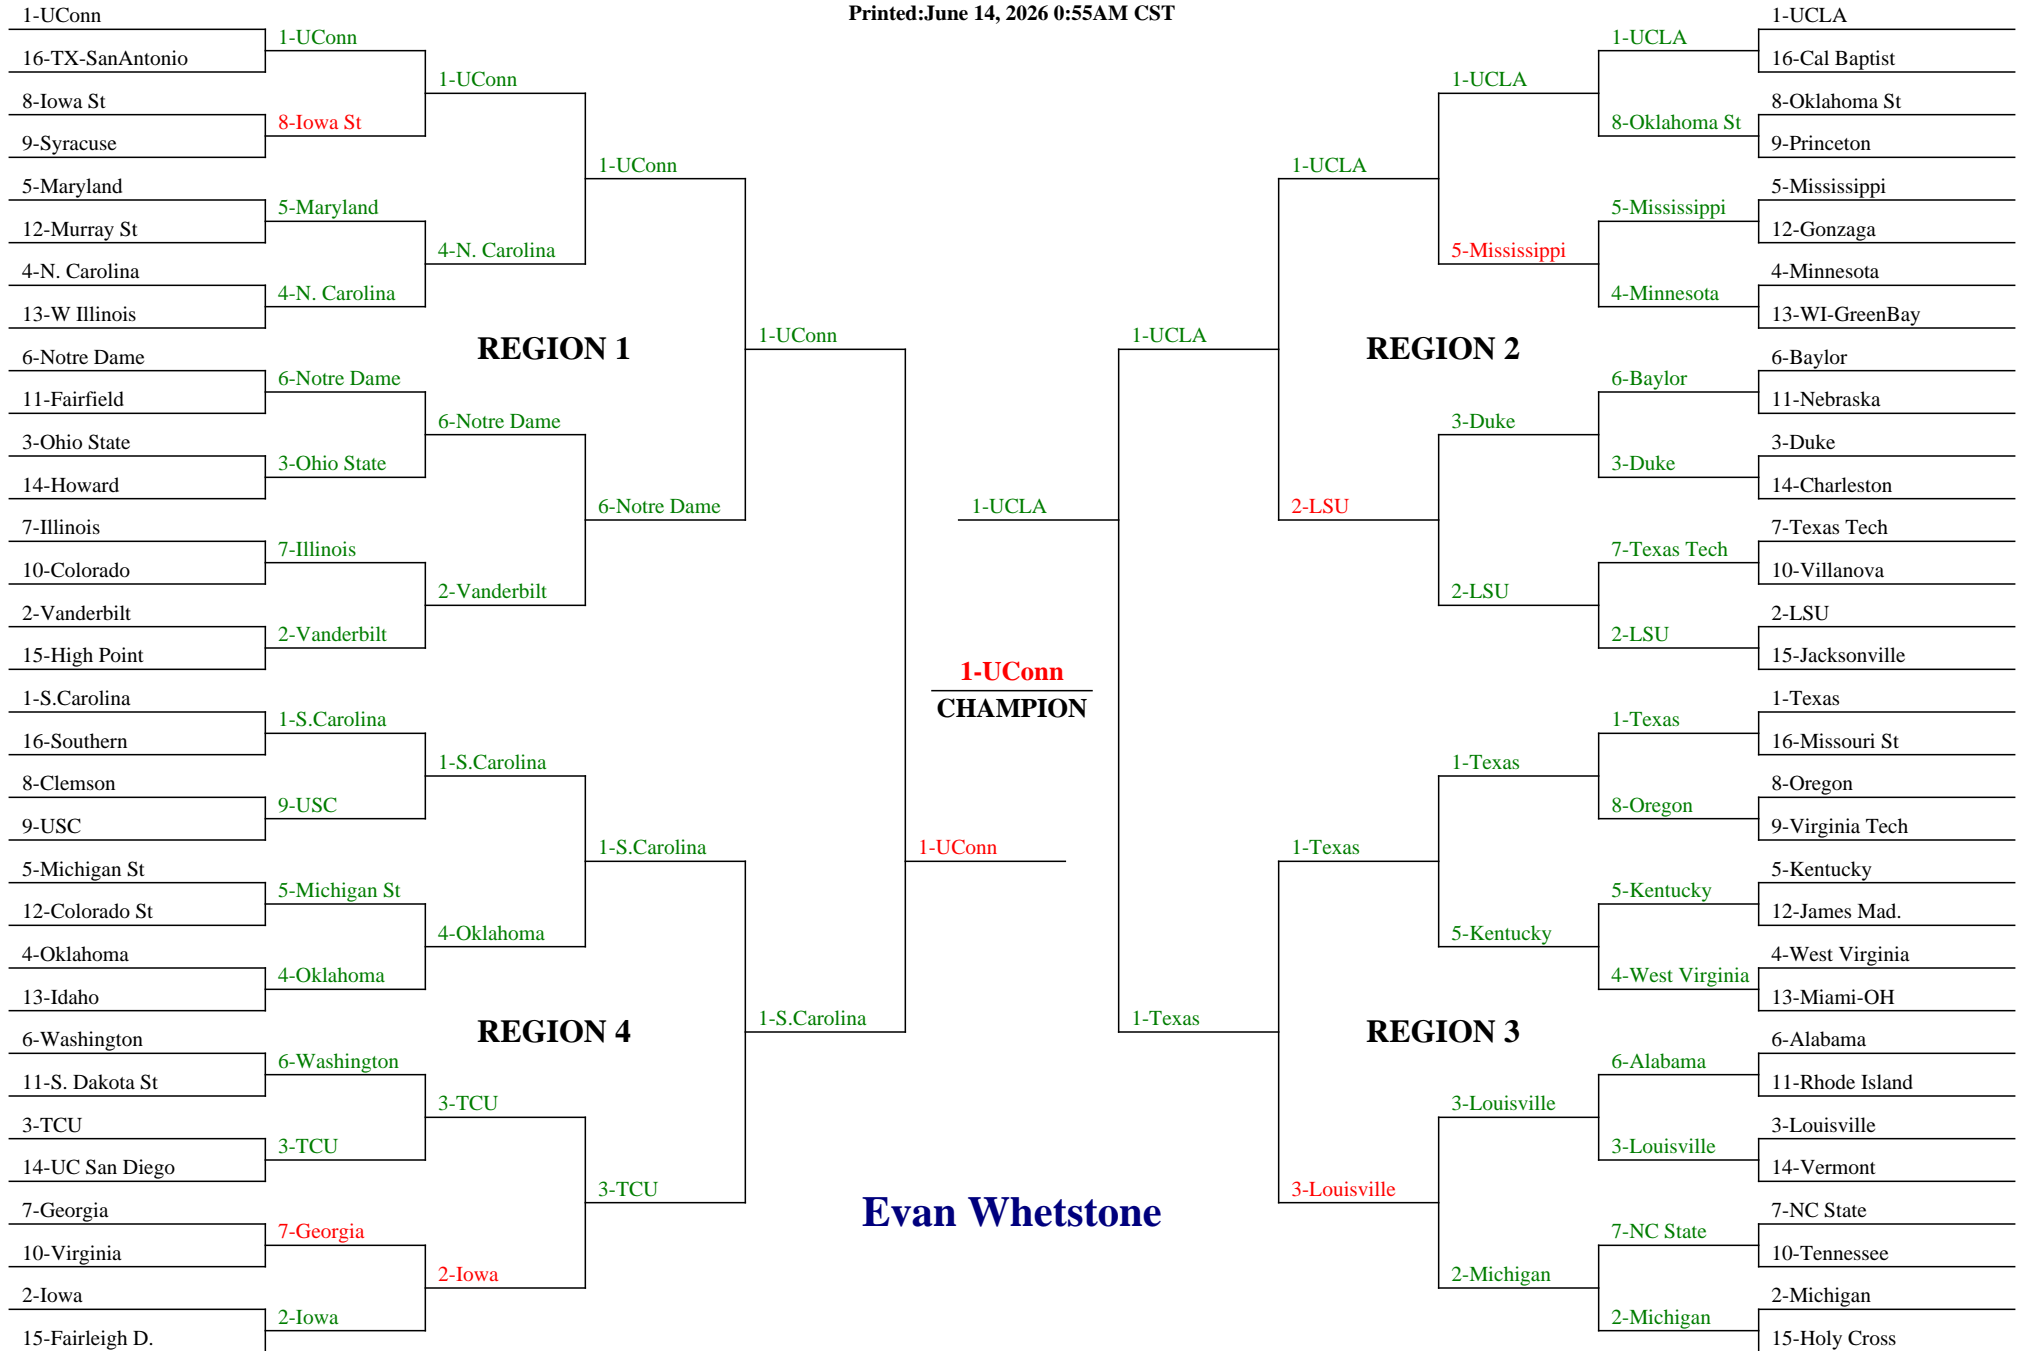 Printed:June 14, 2026 0:55AM CST
1-UConn
16-TX-SanAntonio
8-Iowa St
9-Syracuse
5-Maryland
12-Murray St
4-N. Carolina
13-W Illinois
6-Notre Dame
11-Fairfield
3-Ohio State
14-Howard
7-Illinois
10-Colorado
2-Vanderbilt
15-High Point
1-S.Carolina
16-Southern
8-Clemson
9-USC
5-Michigan St
12-Colorado St
4-Oklahoma
13-Idaho
6-Washington
11-S. Dakota St
3-TCU
14-UC San Diego
7-Georgia
10-Virginia
2-Iowa
15-Fairleigh D.
1-UConn
8-Iowa St
5-Maryland
4-N. Carolina
6-Notre Dame
3-Ohio State
7-Illinois
2-Vanderbilt
1-S.Carolina
9-USC
5-Michigan St
4-Oklahoma
6-Washington
3-TCU
7-Georgia
2-Iowa
1-UConn
4-N. Carolina
6-Notre Dame
2-Vanderbilt
1-S.Carolina
4-Oklahoma
3-TCU
2-Iowa
REGION 1
REGION 4
1-UConn
6-Notre Dame
1-S.Carolina
3-TCU
1-UConn
1-S.Carolina
1-UConn
1-UCLA
1-UConn
CHAMPION
Evan Whetstone
1-UCLA
1-Texas
1-UCLA
2-LSU
1-Texas
3-Louisville
REGION 2
REGION 3
1-UCLA
5-Mississippi
3-Duke
2-LSU
1-Texas
5-Kentucky
3-Louisville
2-Michigan
1-UCLA
8-Oklahoma St
5-Mississippi
4-Minnesota
6-Baylor
3-Duke
7-Texas Tech
2-LSU
1-Texas
8-Oregon
5-Kentucky
4-West Virginia
6-Alabama
3-Louisville
7-NC State
2-Michigan
1-UCLA
16-Cal Baptist
8-Oklahoma St
9-Princeton
5-Mississippi
12-Gonzaga
4-Minnesota
13-WI-GreenBay
6-Baylor
11-Nebraska
3-Duke
14-Charleston
7-Texas Tech
10-Villanova
2-LSU
15-Jacksonville
1-Texas
16-Missouri St
8-Oregon
9-Virginia Tech
5-Kentucky
12-James Mad.
4-West Virginia
13-Miami-OH
6-Alabama
11-Rhode Island
3-Louisville
14-Vermont
7-NC State
10-Tennessee
2-Michigan
15-Holy Cross